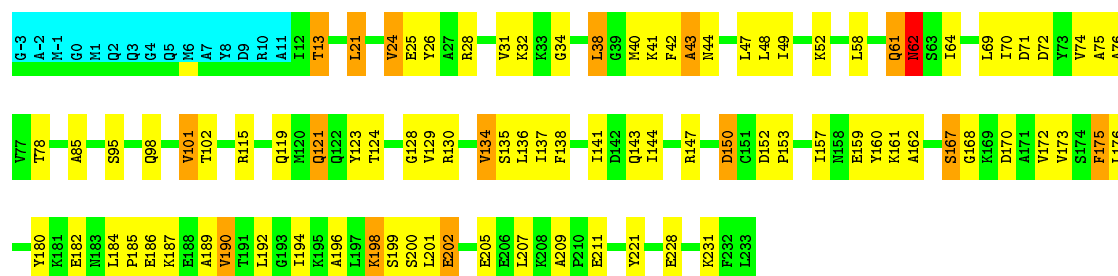 G-3 A-2 M-1 G0 M1 Q2 Q3 G4 Q5 M6 A7 Y8 D9 R10 A11 I12 T13 L21 V24 E25 Y26 A27 R28 V31 K32 K33 G34 L38 G39 M40 K41 F42 A43 N44 L47 L48 I49 K52 L58 Q61 N62 S63 I64 L69 I70 D71 D72 Y73 V74 A75 A76
V77 T78 A85 S95 Q98 V101 T102 R115 Q119 M120 Q121 Q122 Y123 T124 G128 V129 R130 V134 S135 L136 I137 F138 I141 D142 Q143 I144 R147 D150 C151 D152 P153 I157 N158 E159 Y160 K161 A162 S167 G168 K169 D170 A171 V172 V173 S174 F175 L176
Y180 K181 E182 N183 L184 P185 E186 K187 E188 A189 V190 T191 L192 G193 I194 K195 A196 L197 K198 S199 S200 L201 E202 E205 E206 L207 K208 A209 P210 E211 Y221 E228 K231 F232 L233